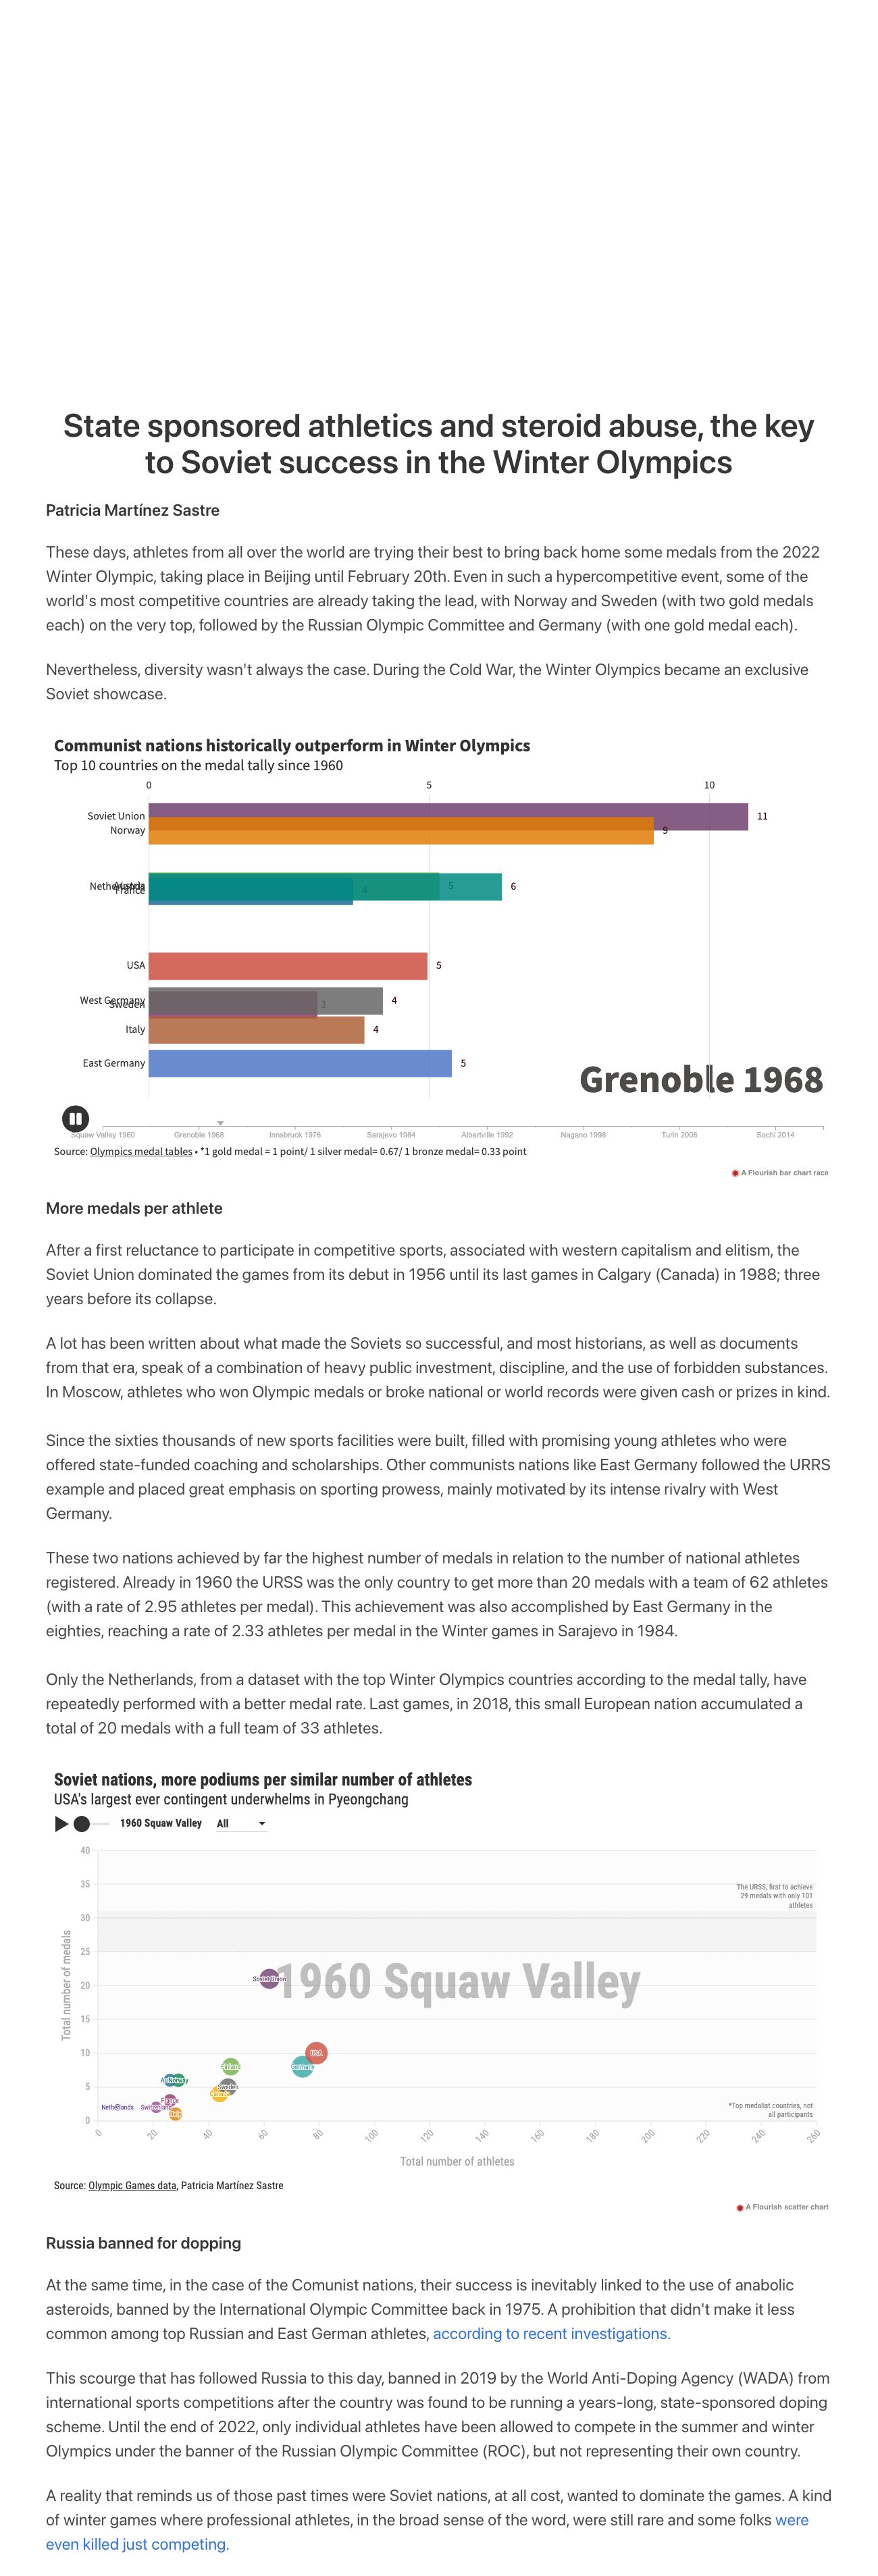 State sponsored athletics and steroid abuse, the key
to Soviet success in the Winter Olympics
Patricia Martínez Sastre
These days, athletes from all over the world are trying their best to bring back home some medals from the 2022
Winter Olympic, taking place in Beijing until February 20th. Even in such a hypercompetitive event, some of the
world's most competitive countries are already taking the lead, with Norway and Sweden (with two gold medals
each) on the very top, followed by the Russian Olympic Committee and Germany (with one gold medal each).
Nevertheless, diversity wasn't always the case. During the Cold War, the Winter Olympics became an exclusive
Soviet showcase.
Communist nations historically outperform in Winter Olympics
Top 10 countries on the medal tally since 1960
0 5 10
Soviet Union 11
Norway 9
Netherlands Austria 5 6
France 4
USA 5
West Germany 4
Sweden 3
Italy 4
East Germany 5
Grenoble 1968
Squaw Valley 1960 Grenoble 1968 Innsbruck 1976 Sarajevo 1984 Albertville 1992 Nagano 1998 Turin 2006 Sochi 2014
Source: Olympics medal tables • *1 gold medal = 1 point/ 1 silver medal= 0.67/ 1 bronze medal= 0.33 point
A Flourish bar chart race
More medals per athlete
After a first reluctance to participate in competitive sports, associated with western capitalism and elitism, the
Soviet Union dominated the games from its debut in 1956 until its last games in Calgary (Canada) in 1988; three
years before its collapse.
A lot has been written about what made the Soviets so successful, and most historians, as well as documents
from that era, speak of a combination of heavy public investment, discipline, and the use of forbidden substances.
In Moscow, athletes who won Olympic medals or broke national or world records were given cash or prizes in kind.
Since the sixties thousands of new sports facilities were built, filled with promising young athletes who were
offered state-funded coaching and scholarships. Other communists nations like East Germany followed the URRS
example and placed great emphasis on sporting prowess, mainly motivated by its intense rivalry with West
Germany.
These two nations achieved by far the highest number of medals in relation to the number of national athletes
registered. Already in 1960 the URSS was the only country to get more than 20 medals with a team of 62 athletes
(with a rate of 2.95 athletes per medal). This achievement was also accomplished by East Germany in the
eighties, reaching a rate of 2.33 athletes per medal in the Winter games in Sarajevo in 1984.
Only the Netherlands, from a dataset with the top Winter Olympics countries according to the medal tally, have
repeatedly performed with a better medal rate. Last games, in 2018, this small European nation accumulated a
total of 20 medals with a full team of 33 athletes.
Soviet nations, more podiums per similar number of athletes
USA's largest ever contingent underwhelms in Pyeongchang
1960 Squaw Valley All
40
35
The URSS, first to achieve
29 medals with only 101
athletes
30
25
Soviet Union
1960 Squaw Valley
20
Total number of medals
15
10
USA
Finland Germany
Norway
5
Sweden
Canada
France
Netherlands Switzerland
Italy
*Top medalist countries, not
all participants
0
0 20 40 60 80 100 120 140 160 180 200 220 240 260
Total number of athletes
Source: Olympic Games data, Patricia Martínez Sastre
A Flourish scatter chart
Russia banned for dopping
At the same time, in the case of the Comunist nations, their success is inevitably linked to the use of anabolic
asteroids, banned by the International Olympic Committee back in 1975. A prohibition that didn't make it less
common among top Russian and East German athletes, according to recent investigations.
This scourge that has followed Russia to this day, banned in 2019 by the World Anti-Doping Agency (WADA) from
international sports competitions after the country was found to be running a years-long, state-sponsored doping
scheme. Until the end of 2022, only individual athletes have been allowed to compete in the summer and winter
Olympics under the banner of the Russian Olympic Committee (ROC), but not representing their own country.
A reality that reminds us of those past times were Soviet nations, at all cost, wanted to dominate the games. A kind
of winter games where professional athletes, in the broad sense of the word, were still rare and some folks were
even killed just competing.